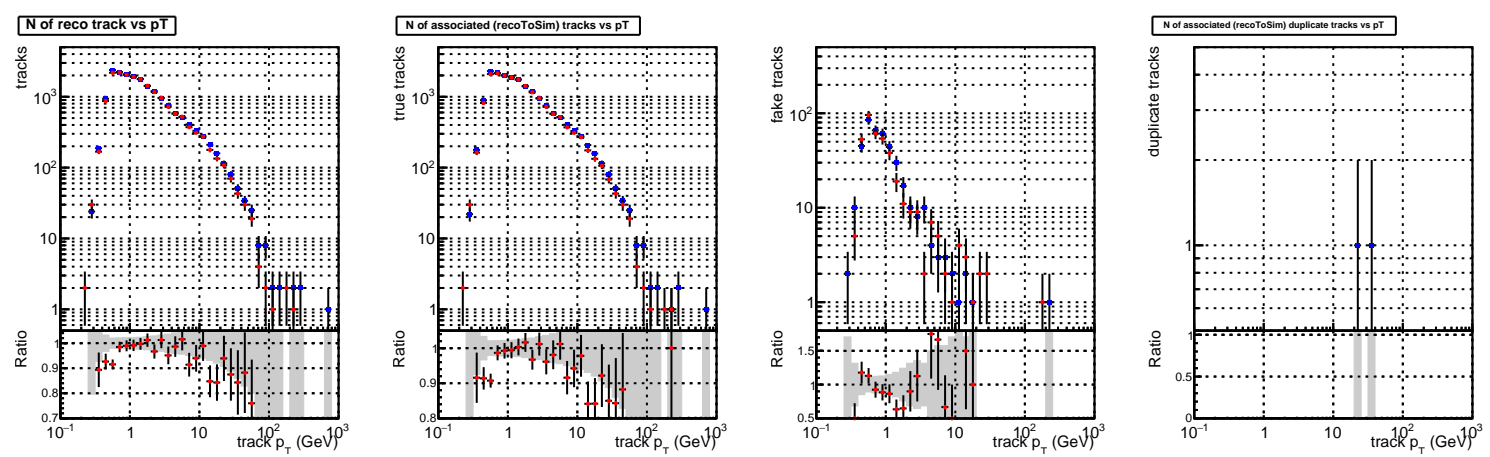 N of reco track vs pT
tracks
10³
10²
10
1
Ratio
1
0.9
0.8
0.7
10⁻¹ 1 10 10² 10³
track p_T (GeV)
N of associated (recoToSim) tracks vs pT
true tracks
10³
10²
10
1
Ratio
1
0.9
0.8
10⁻¹ 1 10 10² 10³
track p_T (GeV)
fake tracks
10²
10
1
Ratio
1.5
1
0.5
10⁻¹ 1 10 10² 10³
track p_T (GeV)
N of associated (recoToSim) duplicate tracks vs pT
duplicate tracks
1
Ratio
1
0.5
0
10⁻¹ 1 10 10² 10³
track p_T (GeV)